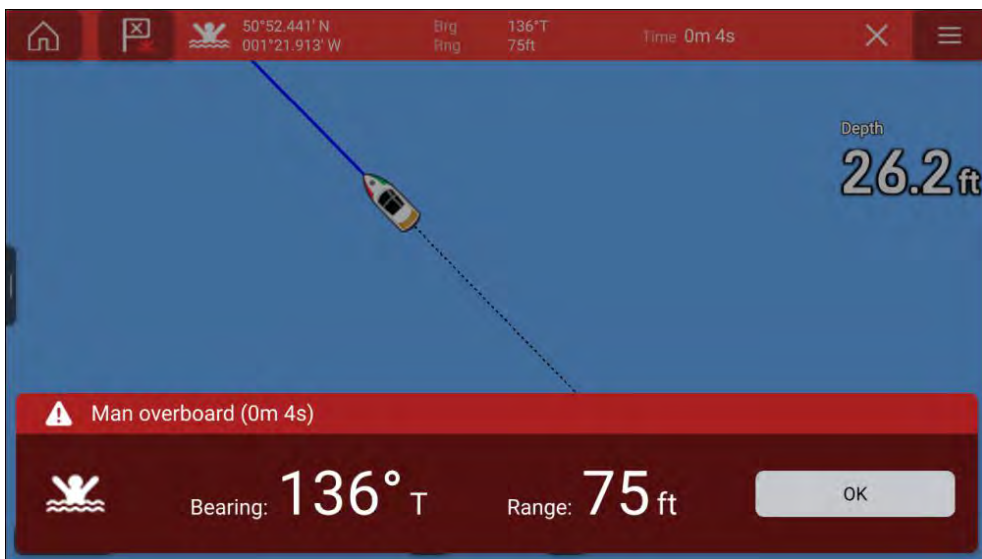 50°52.441' N
001°21.913' W
Brg 136°T
Rng 75ft
Time 0m 4s
Depth
26.2 ft
Man overboard (0m 4s)
Bearing: 136° T Range: 75 ft OK